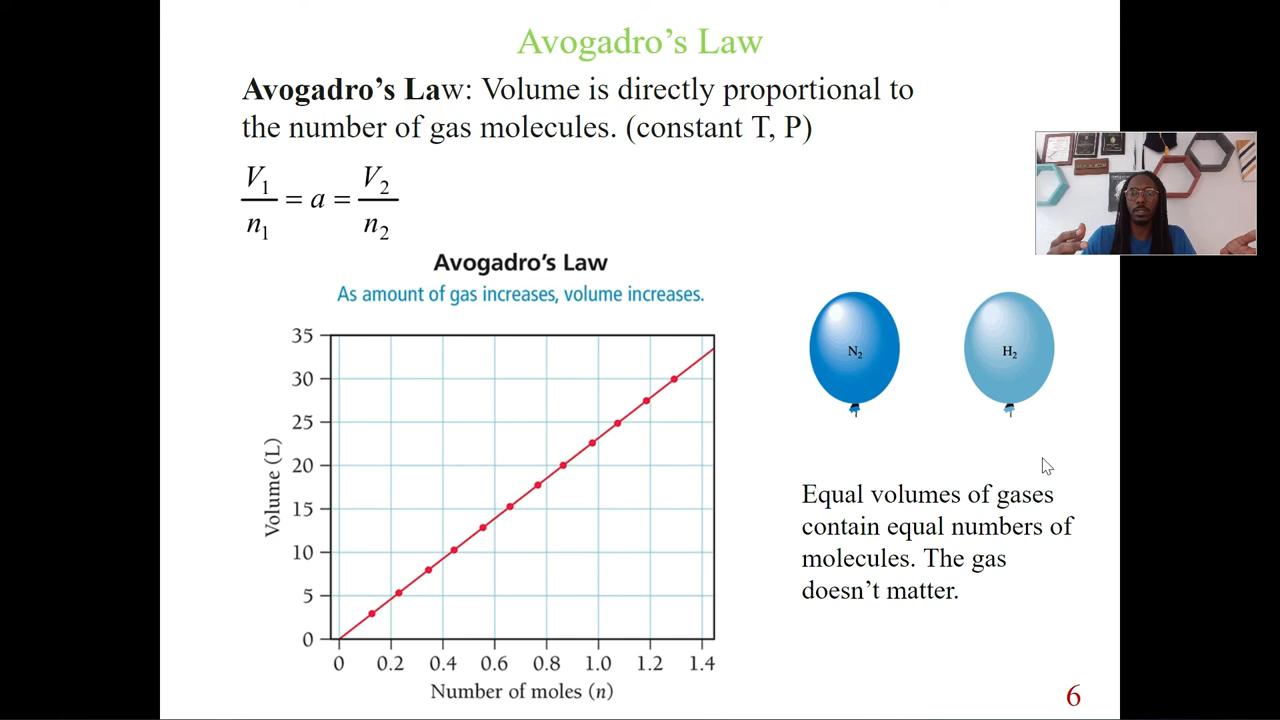 Avogadro’s Law
Avogadro’s Law: Volume is directly proportional to
the number of gas molecules. (constant T, P)
V₁/n₁ = a = V₂/n₂
Avogadro’s Law
As amount of gas increases, volume increases.
35
30
25
20
15
10
5
0
Volume (L)
0 0.2 0.4 0.6 0.8 1.0 1.2 1.4
Number of moles (n)
N₂
H₂
Equal volumes of gases
contain equal numbers of
molecules. The gas
doesn’t matter.
6